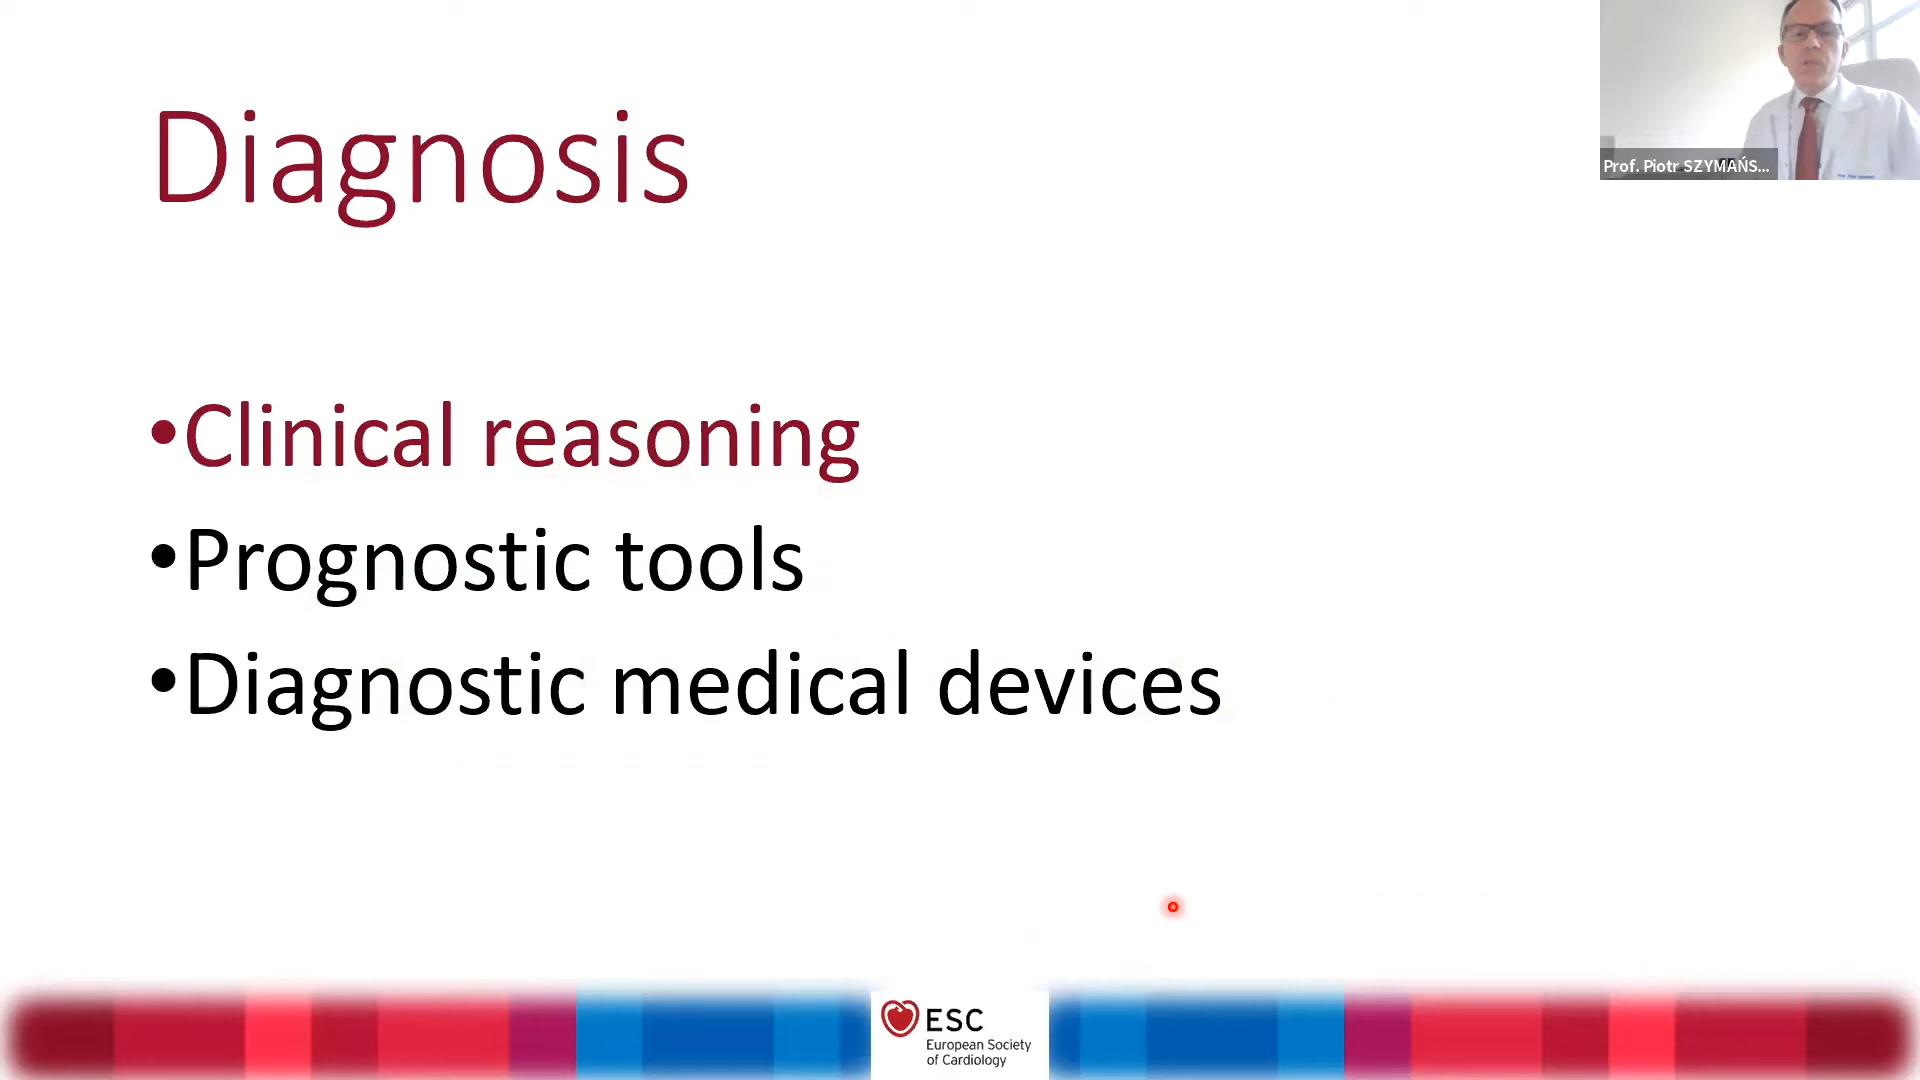 Diagnosis
Prof. Piotr SZYMAŃS...
•Clinical reasoning
•Prognostic tools
•Diagnostic medical devices
ESC
European Society
of Cardiology